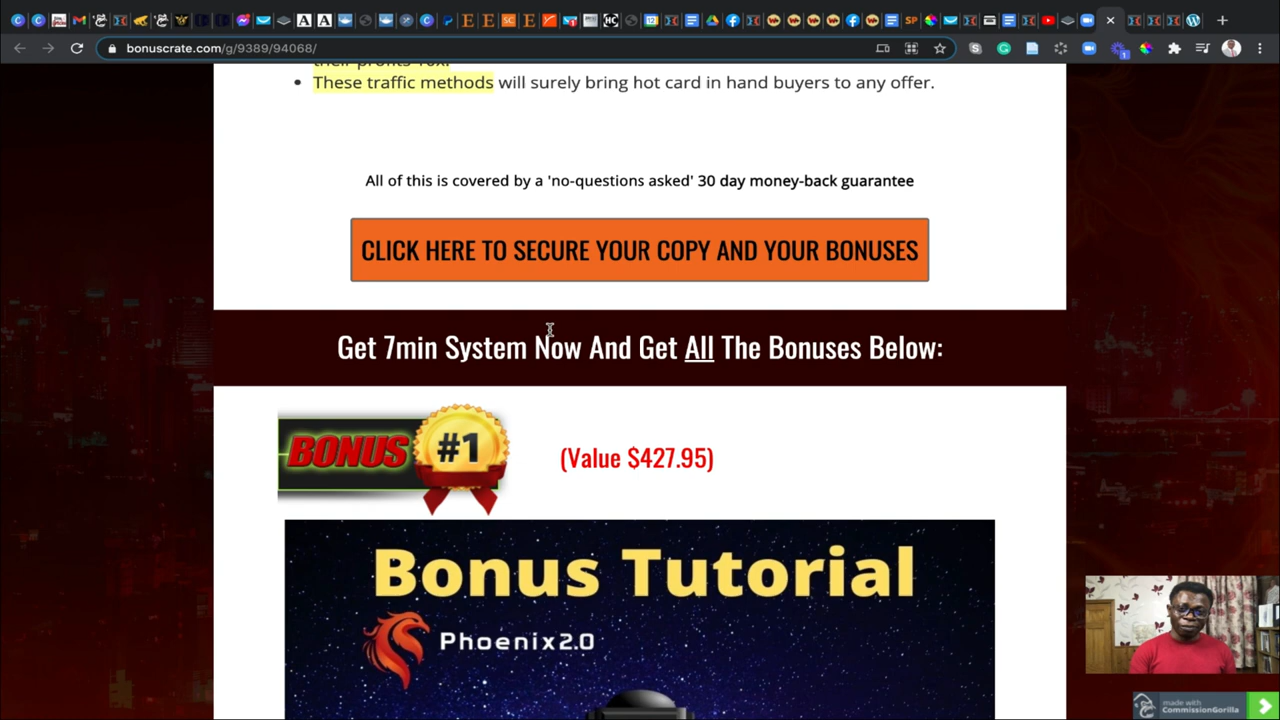 bonuscrate.com/g/9389/94068/
their profits 10x.
These traffic methods will surely bring hot card in hand buyers to any offer.
All of this is covered by a 'no-questions asked' 30 day money-back guarantee
CLICK HERE TO SECURE YOUR COPY AND YOUR BONUSES
Get 7min System Now And Get All The Bonuses Below:
BONUS #1
(Value $427.95)
Bonus Tutorial
Phoenix2.0
made with
CommissionGorilla